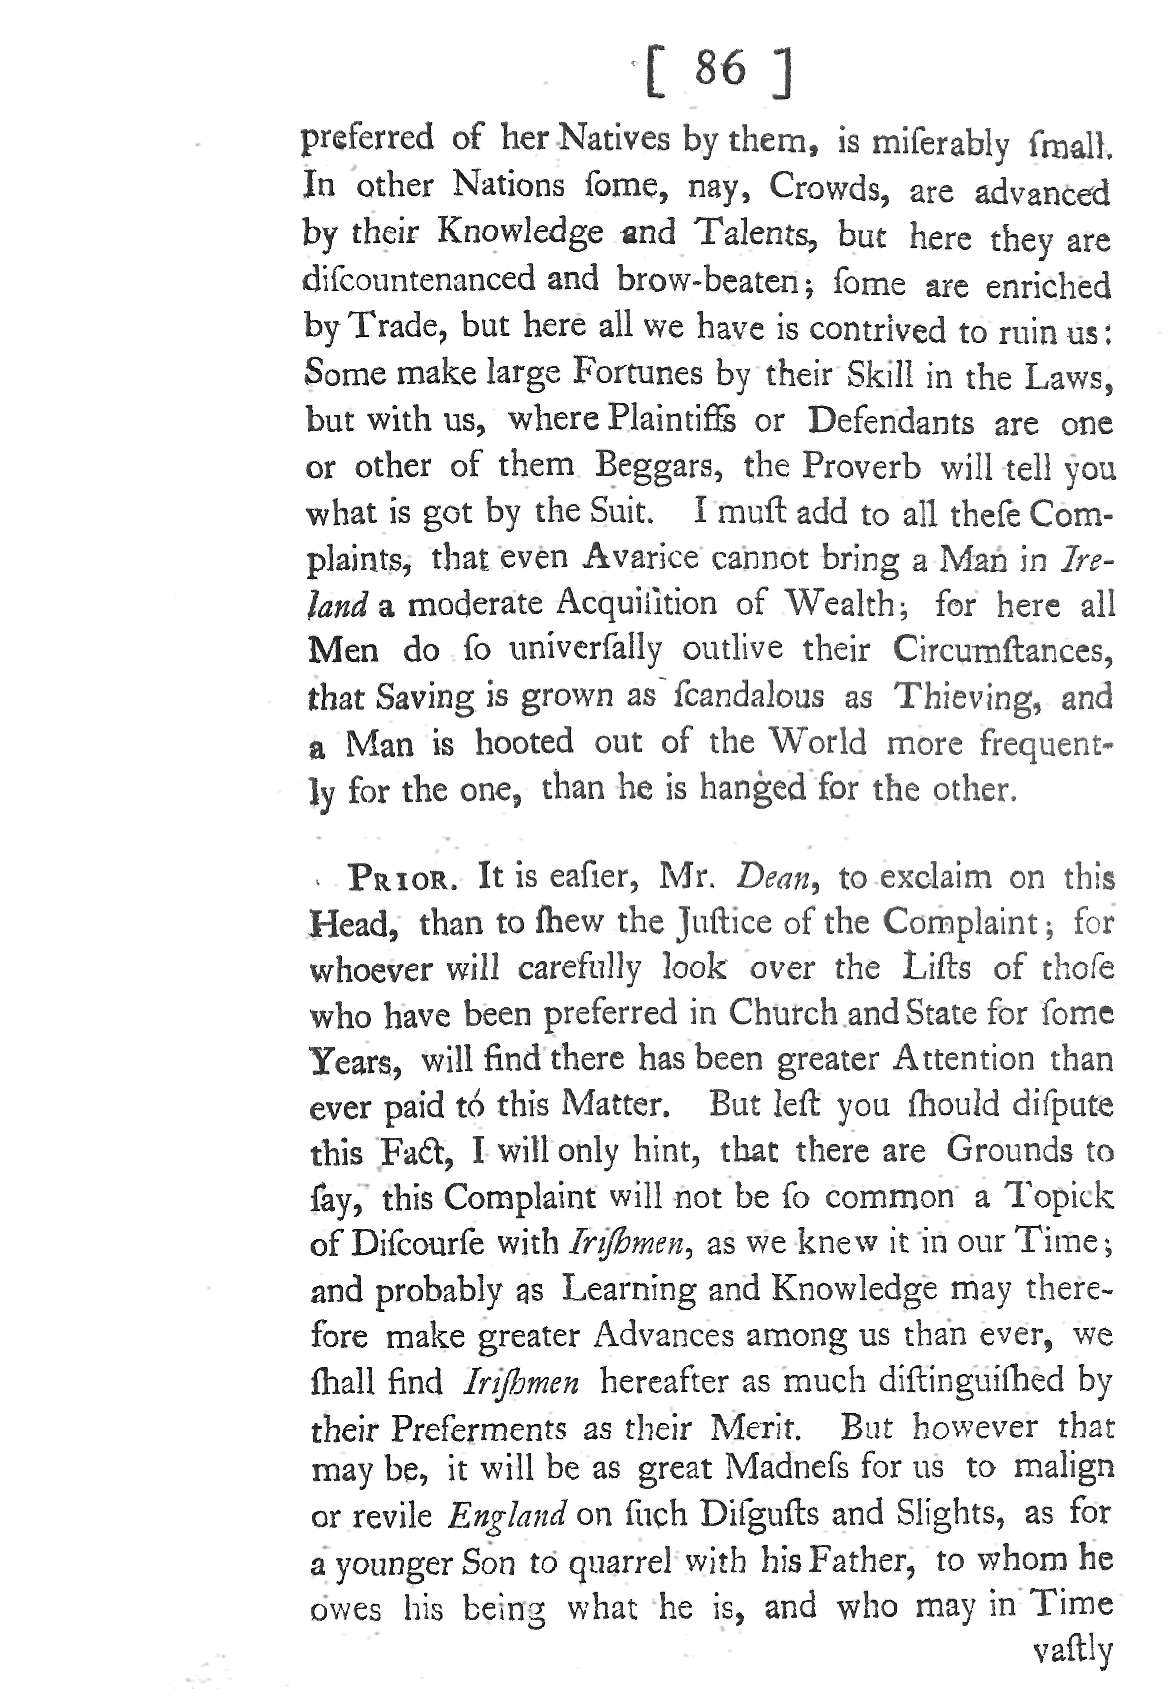 [ 86 ]
preferred of her Natives by them, is miſerably ſmall.
In other Nations ſome, nay, Crowds, are advanced
by their Knowledge and Talents, but here they are
diſcountenanced and brow-beaten; ſome are enriched
by Trade, but here all we have is contrived to ruin us:
Some make large Fortunes by their Skill in the Laws,
but with us, where Plaintiffs or Defendants are one
or other of them Beggars, the Proverb will tell you
what is got by the Suit. I muſt add to all theſe Com-
plaints, that even Avarice cannot bring a Man in Ire-
land a moderate Acquiſition of Wealth; for here all
Men do ſo univerſally outlive their Circumſtances,
that Saving is grown as ſcandalous as Thieving, and
a Man is hooted out of the World more frequent-
ly for the one, than he is hanged for the other.
PRIOR. It is eaſier, Mr. Dean, to exclaim on this
Head, than to ſhew the Juſtice of the Complaint; for
whoever will carefully look over the Liſts of thoſe
who have been preferred in Church and State for ſome
Years, will find there has been greater Attention than
ever paid to this Matter. But leſt you ſhould diſpute
this Fact, I will only hint, that there are Grounds to
ſay, this Complaint will not be ſo common a Topick
of Diſcourſe with Iriſhmen, as we knew it in our Time;
and probably as Learning and Knowledge may there-
fore make greater Advances among us than ever, we
ſhall find Iriſhmen hereafter as much diſtinguiſhed by
their Preferments as their Merit. But however that
may be, it will be as great Madneſs for us to malign
or revile England on ſuch Diſguſts and Slights, as for
a younger Son to quarrel with his Father, to whom he
owes his being what he is, and who may in Time
vaſtly